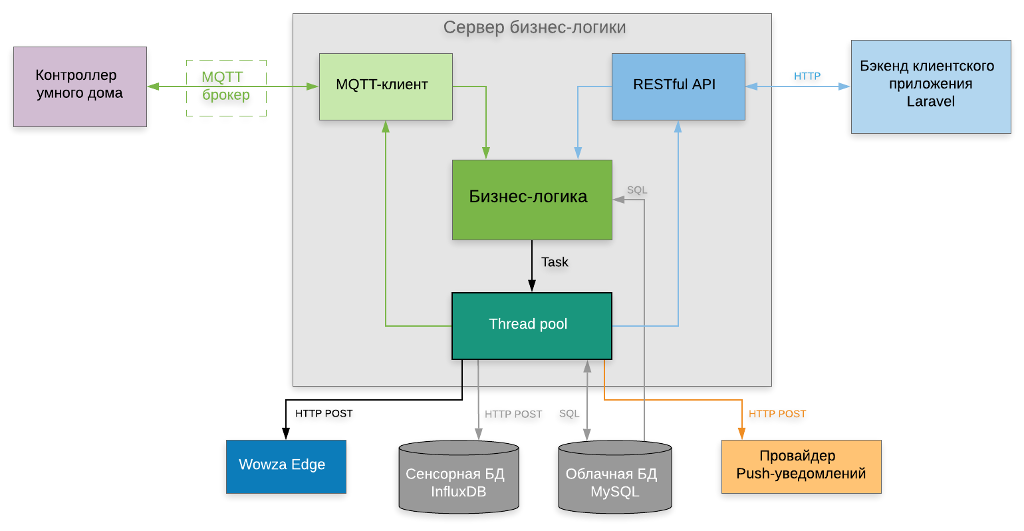 Сервер бизнес-логики
Контроллер
умного дома
MQTT
брокер
MQTT-клиент
RESTful API
HTTP
Бэкенд клиентского
приложения
Laravel
Бизнес-логика
SQL
Task
Thread pool
HTTP POST
HTTP POST
SQL
HTTP POST
Wowza Edge
Сенсорная БД
InfluxDB
Облачная БД
MySQL
Провайдер
Push-уведомлений